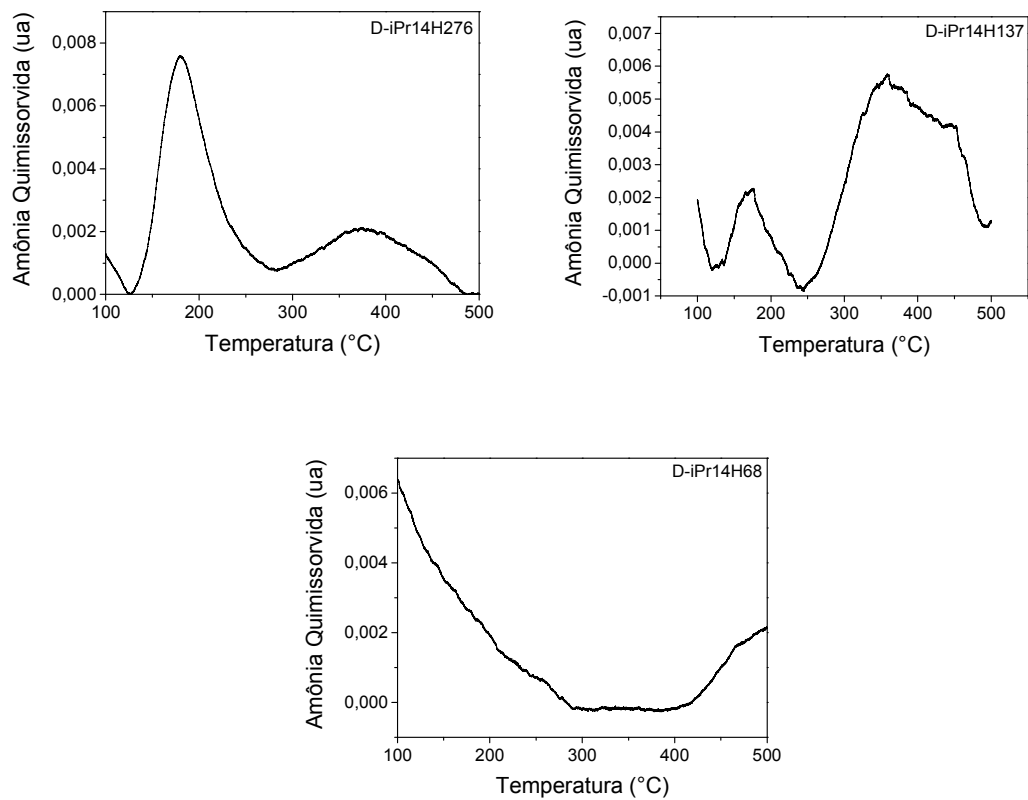 D-iPr14H276
Amônia Quimissorvida (ua)
0,008
0,006
0,004
0,002
0,000
100 200 300 400 500
Temperatura (°C)
D-iPr14H137
Amônia Quimissorvida (ua)
0,007
0,006
0,005
0,004
0,003
0,002
0,001
0,000
-0,001
100 200 300 400 500
Temperatura (°C)
D-iPr14H68
Amônia Quimissorvida (ua)
0,006
0,004
0,002
0,000
100 200 300 400 500
Temperatura (°C)